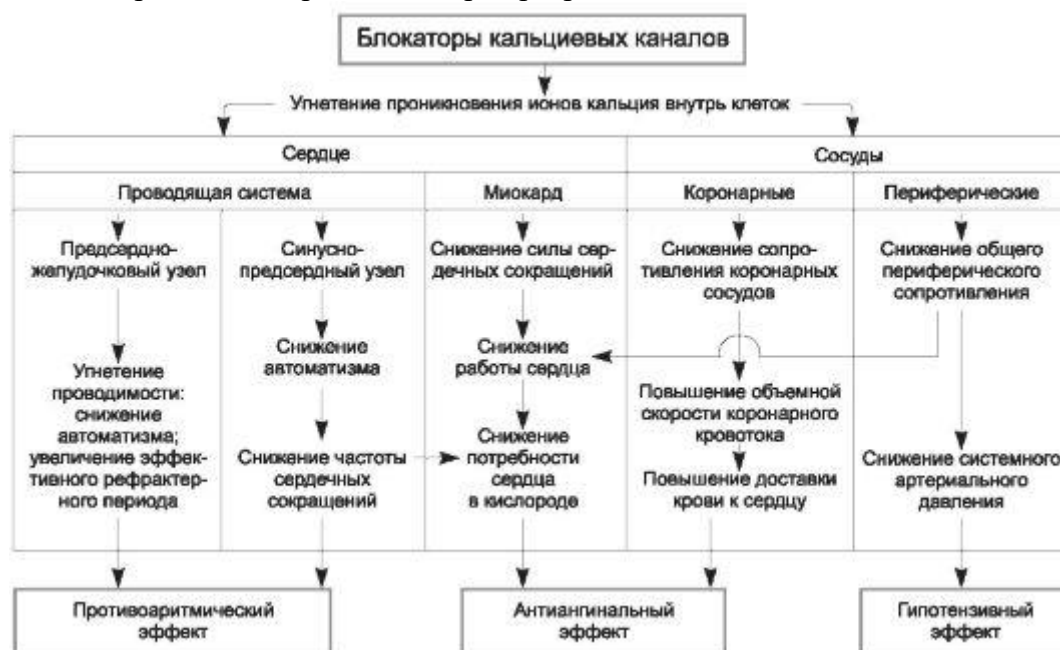 Блокаторы кальциевых каналов
Угнетение проникновения ионов кальция внутрь клеток
Сердце
Сосуды
Проводящая система
Миокард
Коронарные
Периферические
Предсердно-
желудочковый узел
Угнетение
проводимости:
снижение
автоматизма;
увеличение эффек-
тивного рефрактер-
ного периода
Синусно-
предсердный узел
Снижение
автоматизма
Снижение частоты
сердечных
сокращений
Снижение силы сер-
дечных сокращений
Снижение
работы сердца
Снижение
потребности
сердца
в кислороде
Снижение сопро-
тивления коронарных
сосудов
Повышение объемной
скорости коронарного
кровотока
Повышение доставки
крови к сердцу
Снижение общего
периферического
сопротивления
Снижение системного
артериального
давления
Противоаритмический
эффект
Антиангинальный
эффект
Гипотензивный
эффект